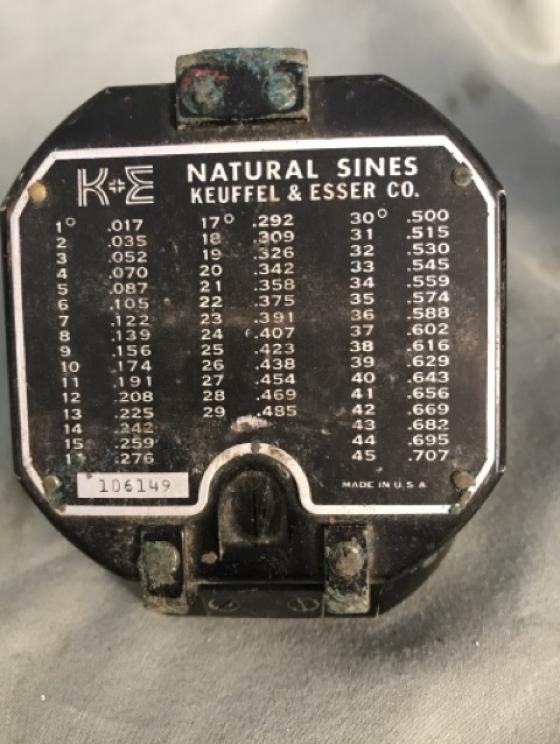 K+E NATURAL SINES
KEUFFEL & ESSER CO.
1° .017 17° .292 30° .500
2 .035 18 .309 31 .515
3 .052 19 .326 32 .530
4 .070 20 .342 33 .545
5 .087 21 .358 34 .559
6 .105 22 .375 35 .574
7 .122 23 .391 36 .588
8 .139 24 .407 37 .602
9 .156 25 .423 38 .616
10 .174 26 .438 39 .629
11 .191 27 .454 40 .643
12 .208 28 .469 41 .656
13 .225 29 .485 42 .669
14 .242 43 .682
15 .259 44 .695
.276 45 .707
106149
MADE IN U.S.A